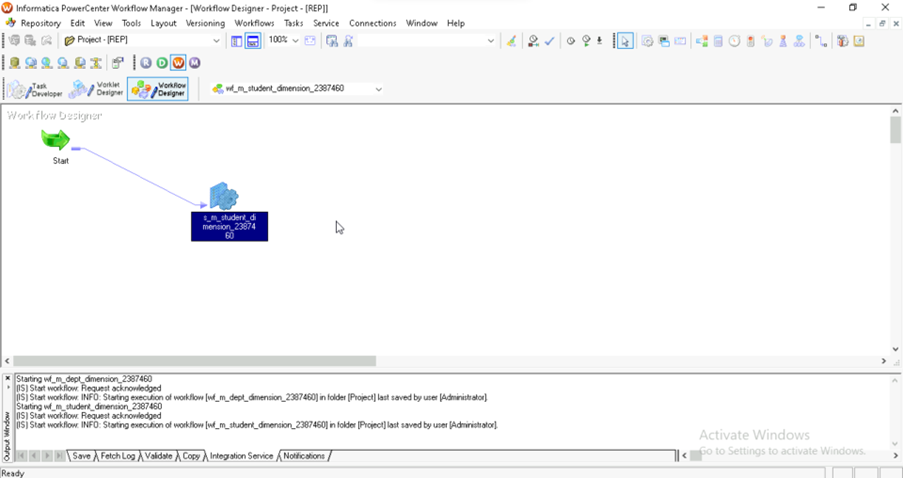 Informatica PowerCenter Workflow Manager - [Workflow Designer - Project - [REP]]
Repository Edit View Tools Layout Versioning Workflows Tasks Service Connections Window Help
Project - [REP] 100%
R D W M
Task Developer
Worklet Designer
Workflow Designer
wf_m_student_dimension_2387460
Workflow Designer
Start
s_m_student_di
mension_23874
60
Starting wf_m_dept_dimension_2387460
(IS) Start workflow: Request acknowledged
(IS) Start workflow: INFO: Starting execution of workflow [wf_m_dept_dimension_2387460] in folder [Project] last saved by user [Administrator].
Starting wf_m_student_dimension_2387460
(IS) Start workflow: Request acknowledged
(IS) Start workflow: INFO: Starting execution of workflow [wf_m_student_dimension_2387460] in folder [Project] last saved by user [Administrator].
Output Window
Activate Windows
Go to Settings to activate Windows.
Save Fetch Log Validate Copy Integration Service Notifications
Ready